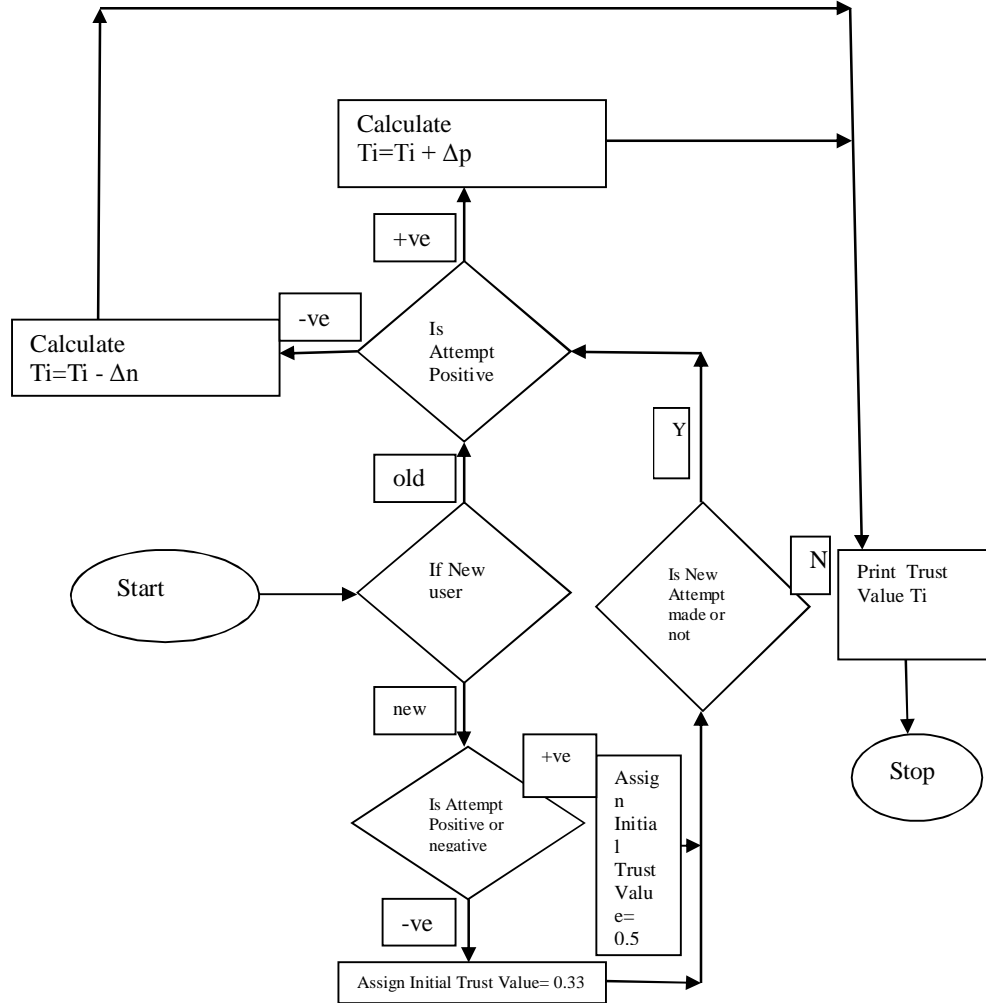 Calculate
Ti=Ti + Δp
+ve
-ve
Calculate
Ti=Ti - Δn
Is
Attempt
Positive
Y
old
Start
If New
user
Is New
Attempt
made or
not
N
Print Trust
Value Ti
new
Stop
+ve
Is Attempt
Positive or
negative
Assig
n
Initia
l
Trust
Valu
e=
0.5
-ve
Assign Initial Trust Value= 0.33